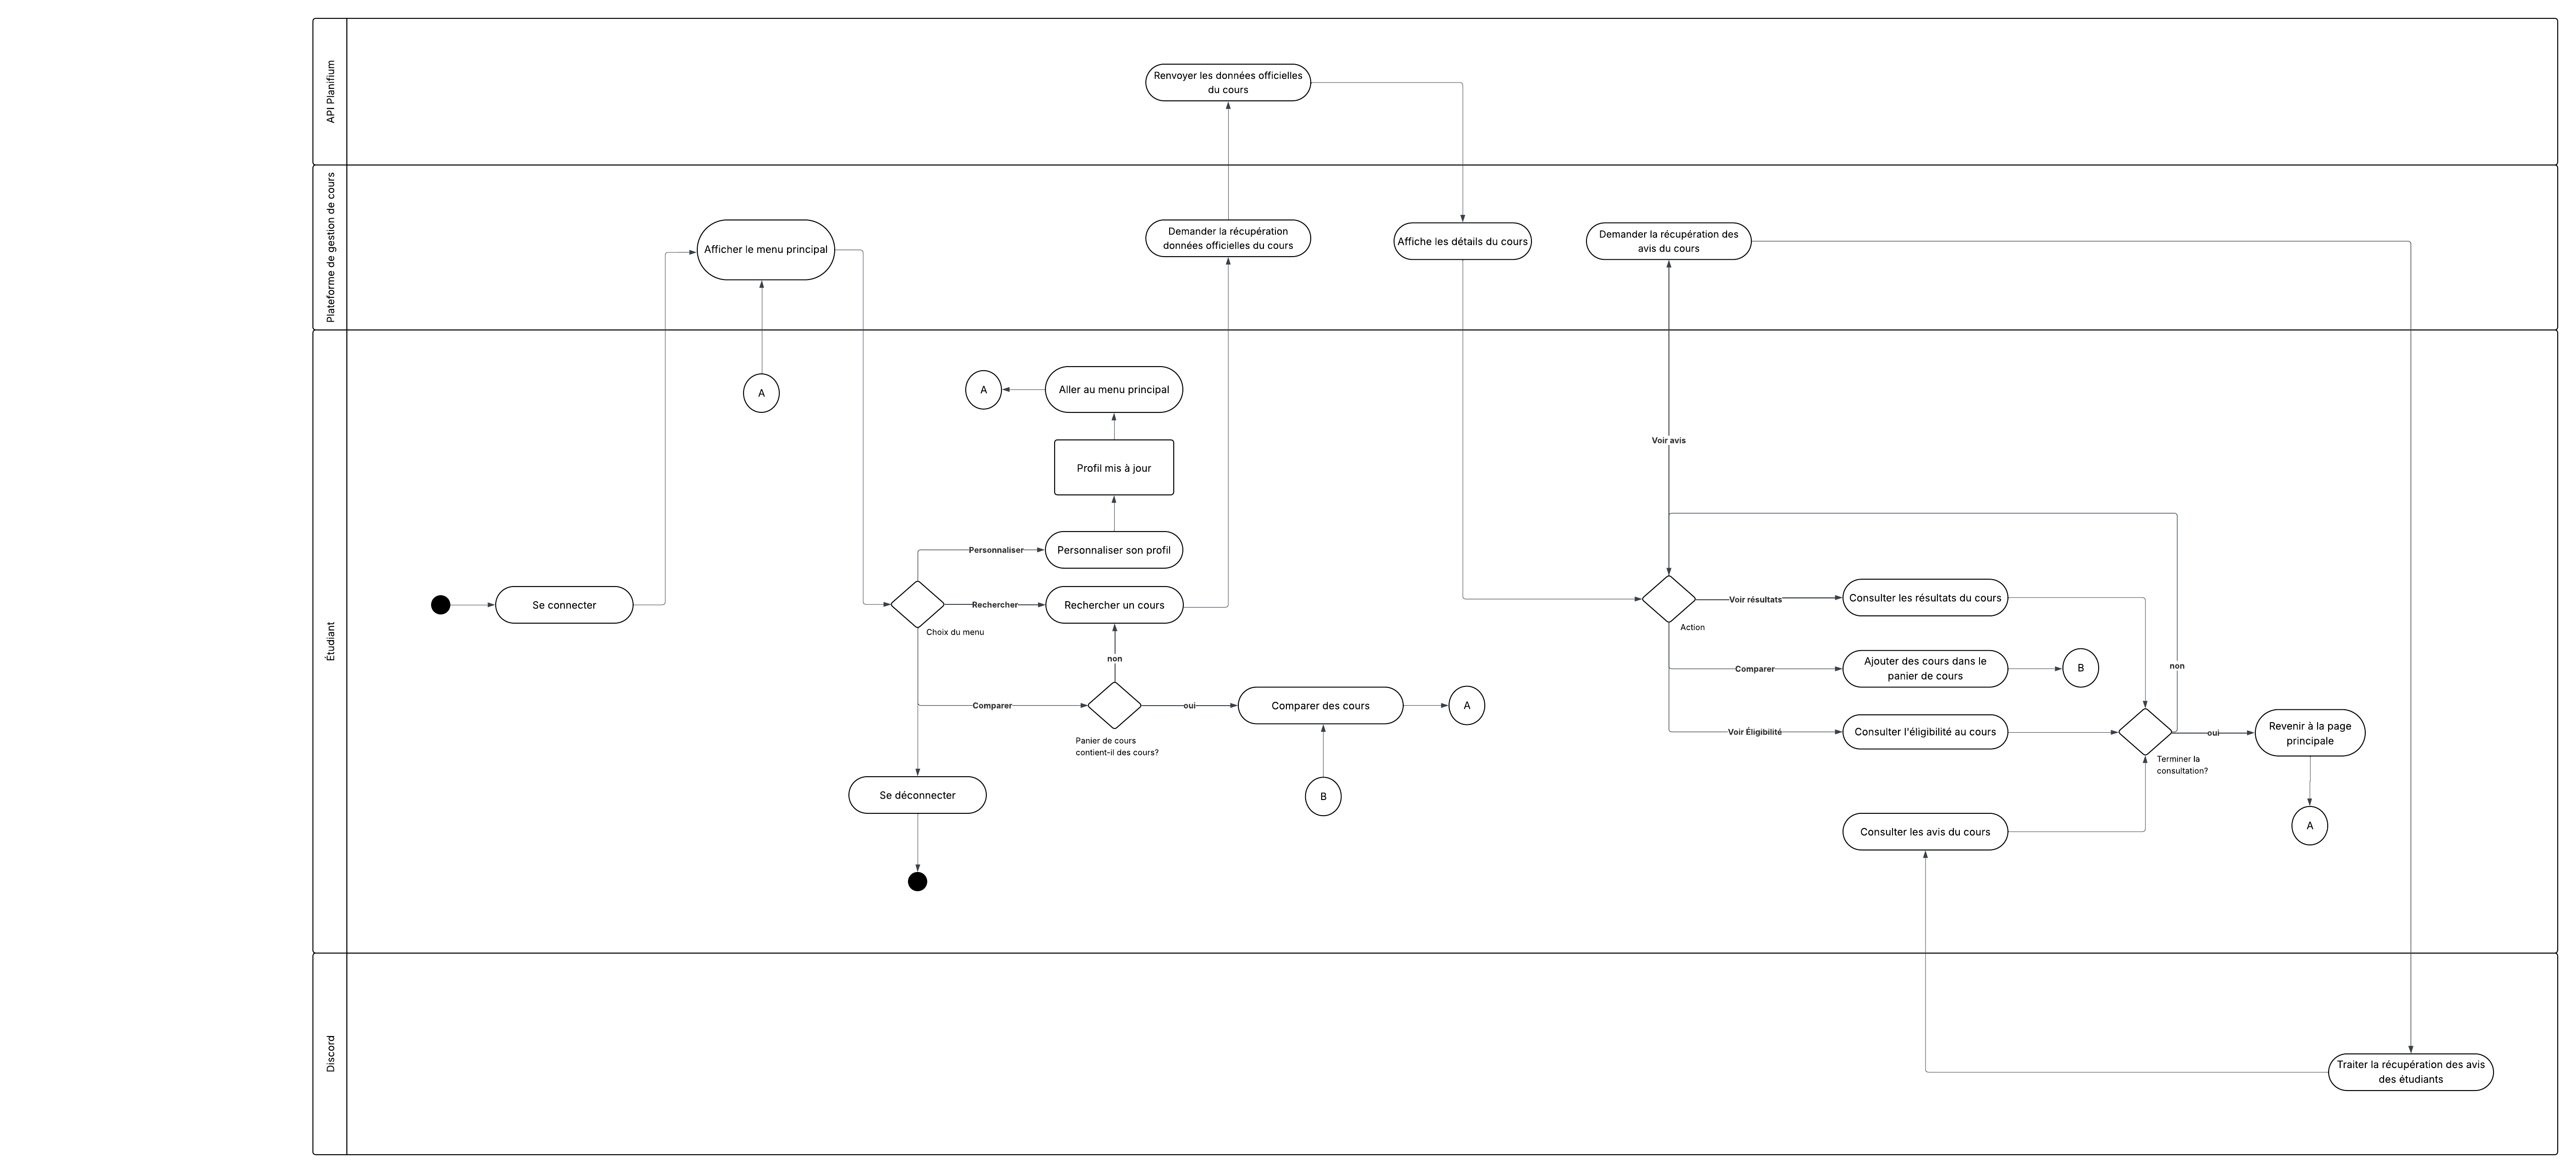 API Planifium
Renvoyer les données officielles
du cours
Plateforme de gestion de cours
Afficher le menu principal
Demander la récupération
données officielles du cours
Affiche les détails du cours
Demander la récupération des
avis du cours
Étudiant
A
A
Aller au menu principal
Profil mis à jour
Personnaliser
Personnaliser son profil
Se connecter
Rechercher
Rechercher un cours
Choix du menu
non
Comparer
Panier de cours
contient-il des cours?
oui
Comparer des cours
A
B
Se déconnecter
Voir avis
Action
Voir résultats
Consulter les résultats du cours
Comparer
Ajouter des cours dans le
panier de cours
B
non
Voir Éligibilité
Consulter l'éligibilité au cours
Terminer la
consultation?
oui
Revenir à la page
principale
A
Consulter les avis du cours
Discord
Traiter la récupération des avis
des étudiants